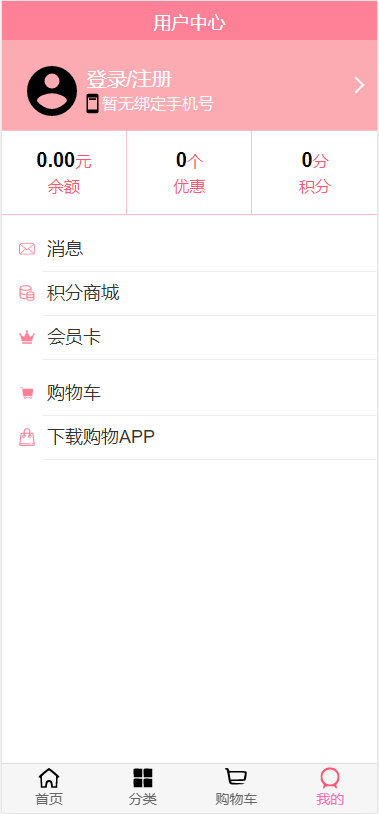 用户中心
登录/注册
暂无绑定手机号
0.00元
0个
0分
余额
优惠
积分
消息
积分商城
会员卡
购物车
下载购物APP
首页
分类
购物车
我的